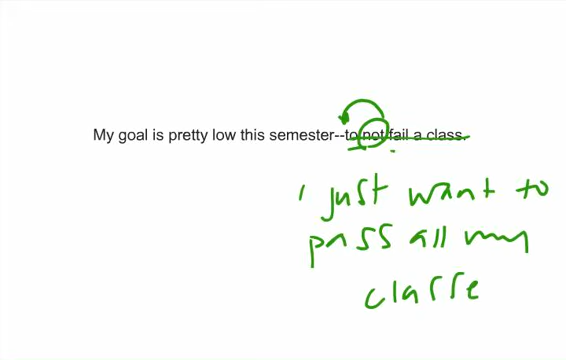 My goal is pretty low this semester--to not fail a class.
I just want to
pass all my
classe